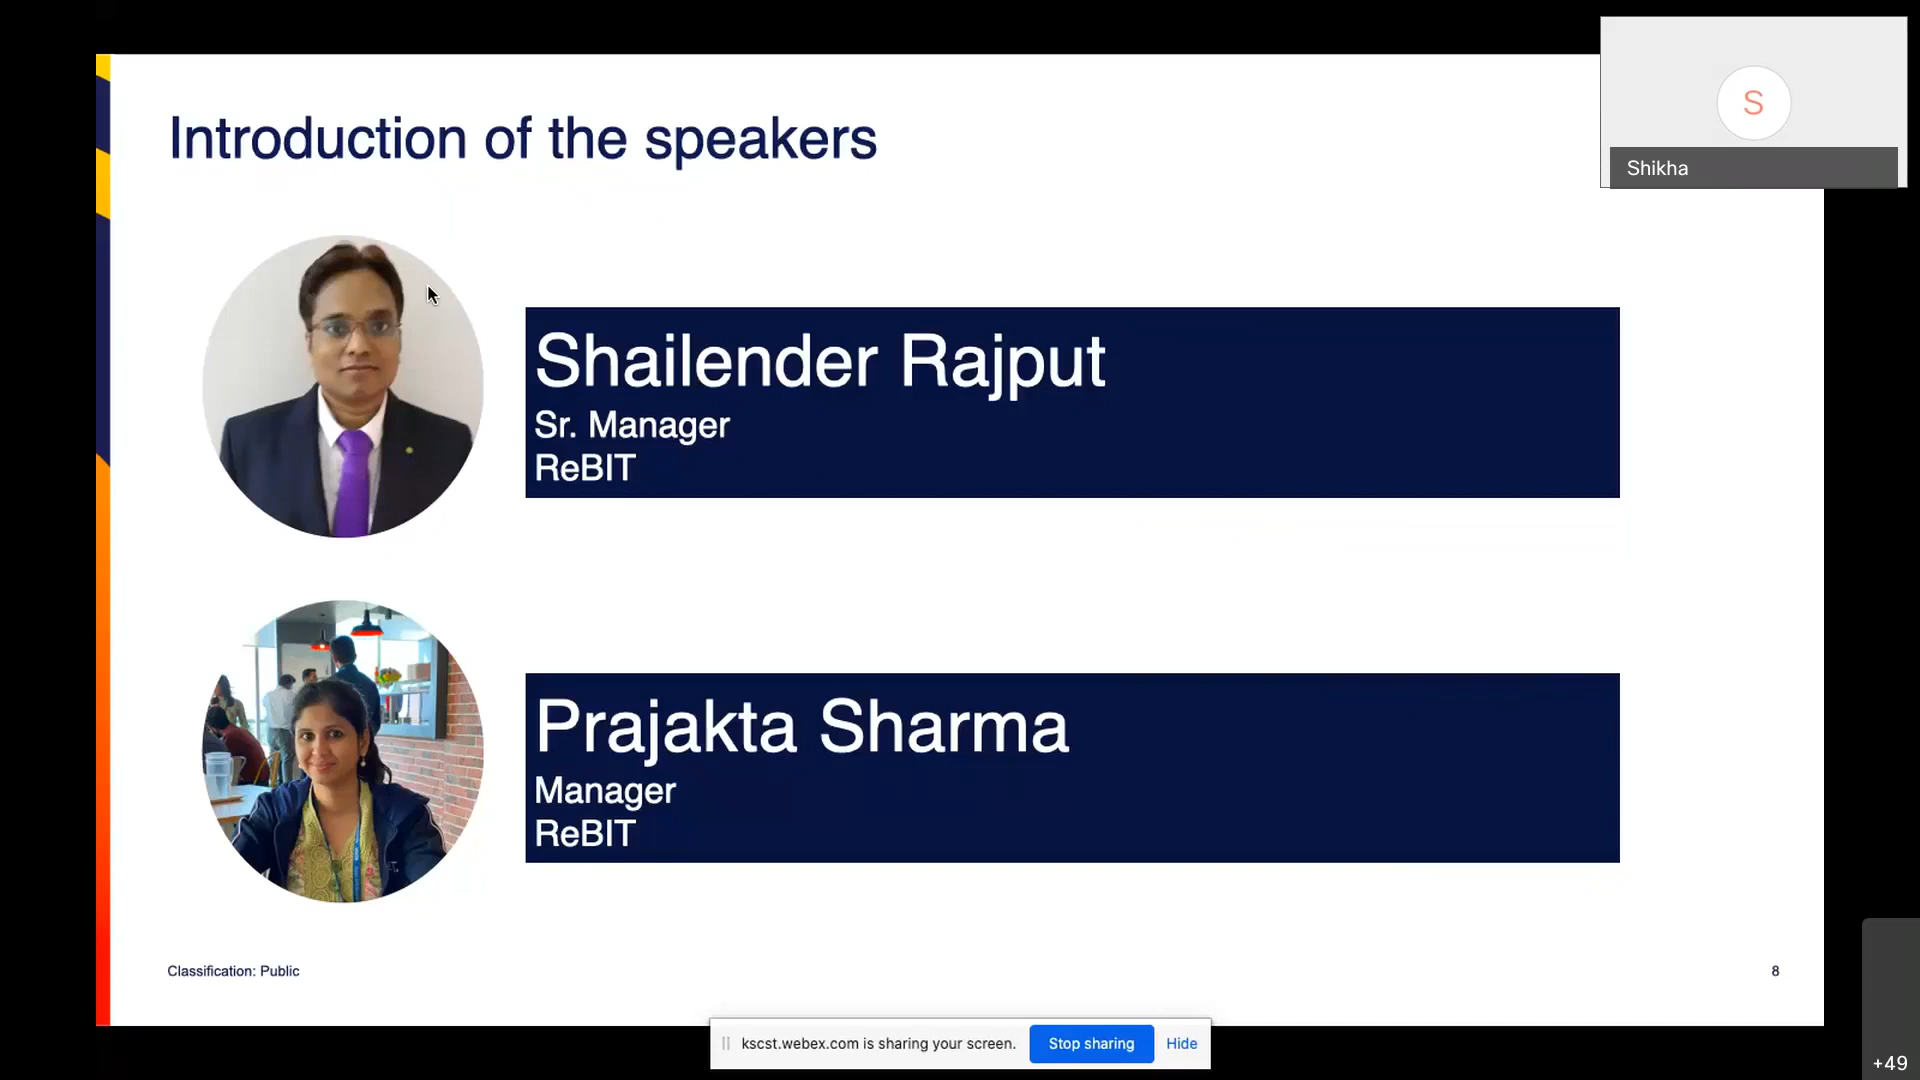 Introduction of the speakers
S
Shikha
Shailender Rajput
Sr. Manager
ReBIT
Prajakta Sharma
Manager
ReBIT
Classification: Public
8
kscst.webex.com is sharing your screen.
Stop sharing
Hide
+49